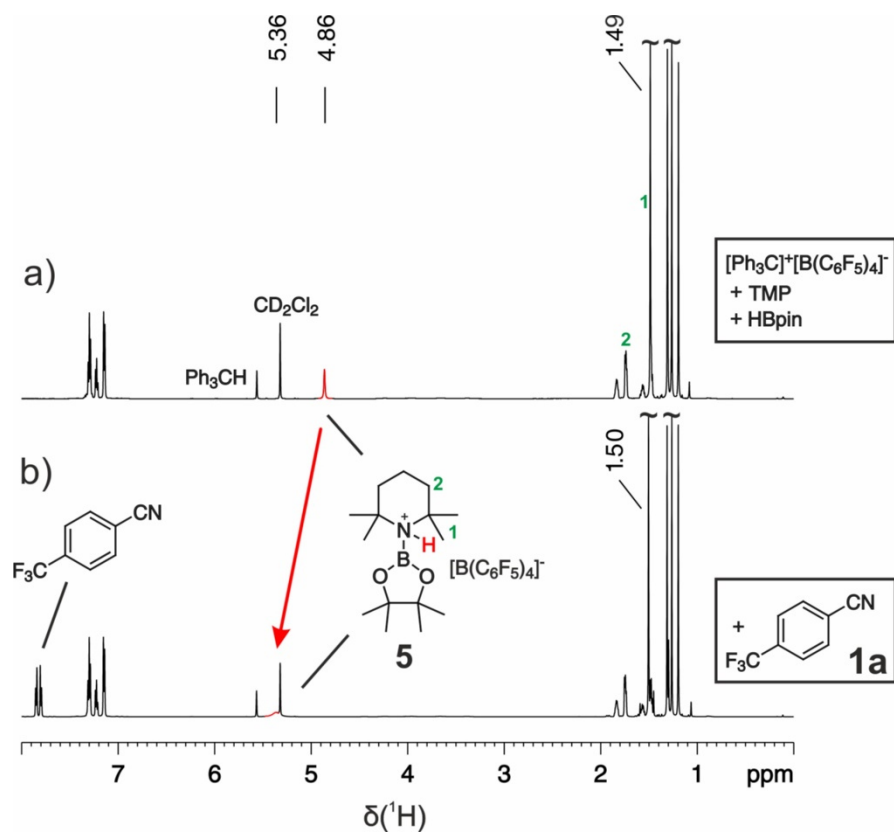 5.36
4.86
1.49
1
a)
CD₂Cl₂
Ph₃CH
2
[Ph₃C]⁺[B(C₆F₅)₄]⁻
+ TMP
+ HBpin
b)
1.50
CN
F₃C
2
1
+
N
H
B
O
O
[B(C₆F₅)₄]⁻
5
+
CN
F₃C
1a
7
6
5
4
3
2
1
ppm
δ(¹H)